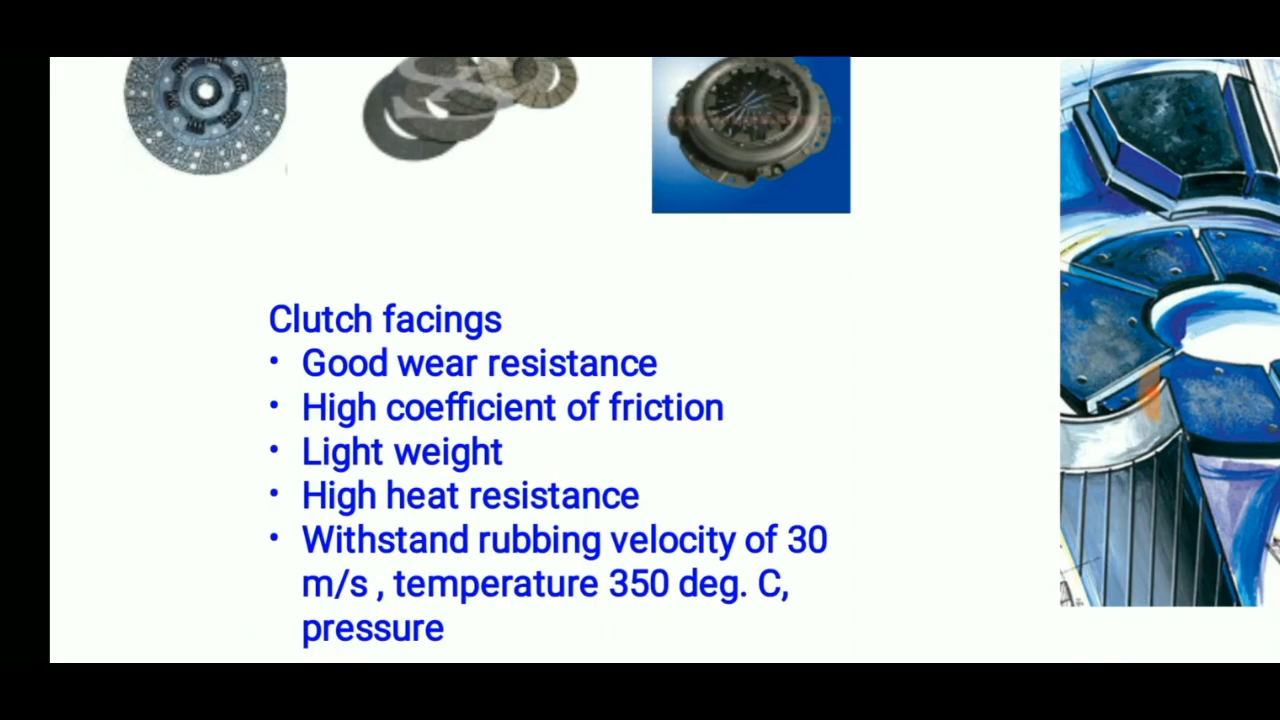 Clutch facings
• Good wear resistance
• High coefficient of friction
• Light weight
• High heat resistance
• Withstand rubbing velocity of 30
m/s , temperature 350 deg. C,
pressure